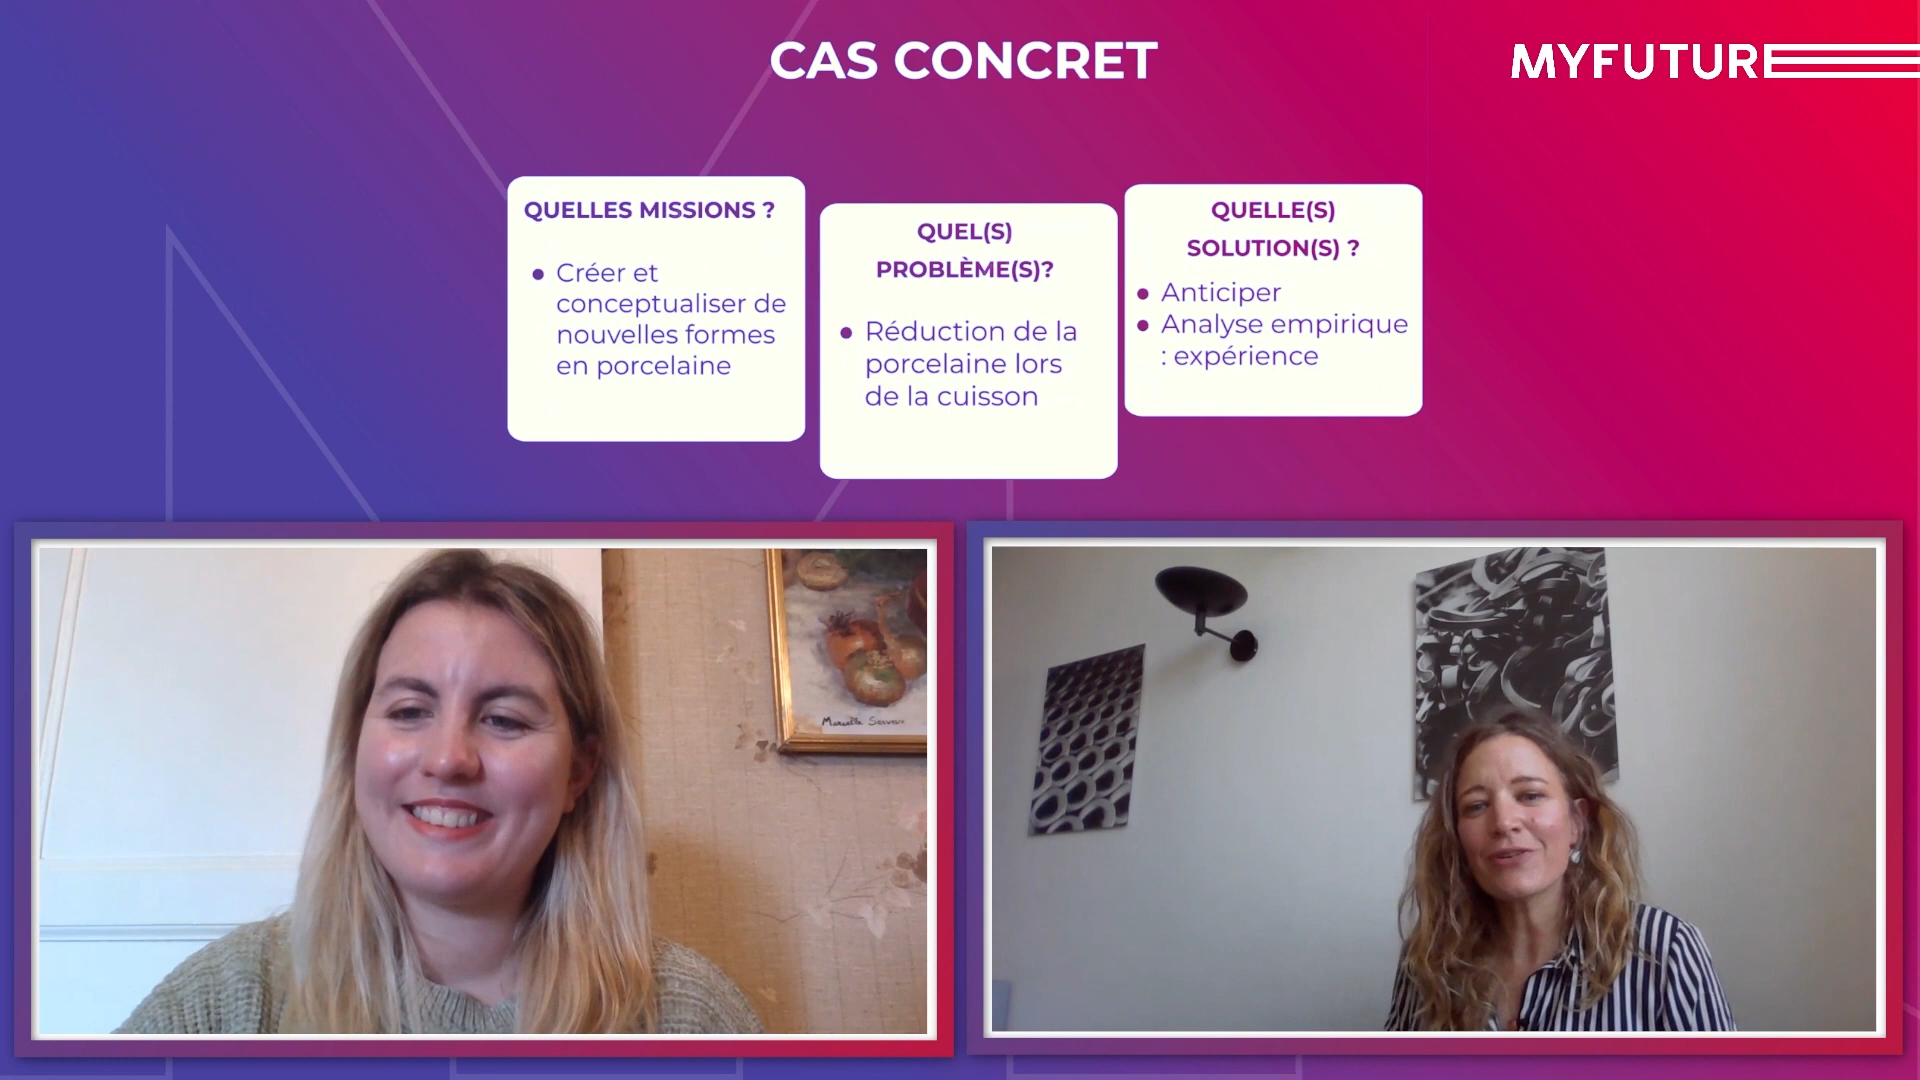 CAS CONCRET
MYFUTURE
QUELLES MISSIONS ?
● Créer et
conceptualiser de
nouvelles formes
en porcelaine
QUEL(S)
PROBLÈME(S)?
● Réduction de la
porcelaine lors
de la cuisson
QUELLE(S)
SOLUTION(S) ?
● Anticiper
● Analyse empirique
: expérience